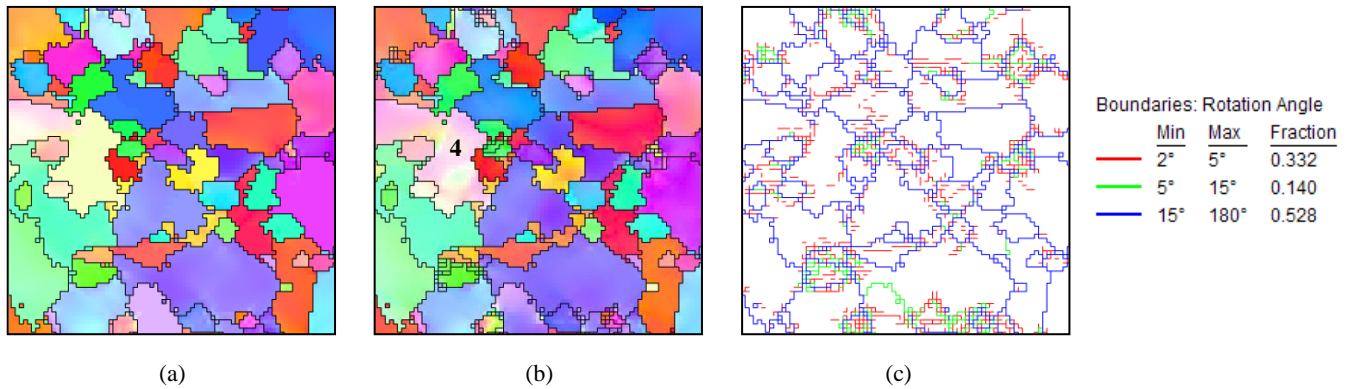 4
Boundaries: Rotation Angle
Min Max Fraction
2° 5° 0.332
5° 15° 0.140
15° 180° 0.528
(a) (b) (c)